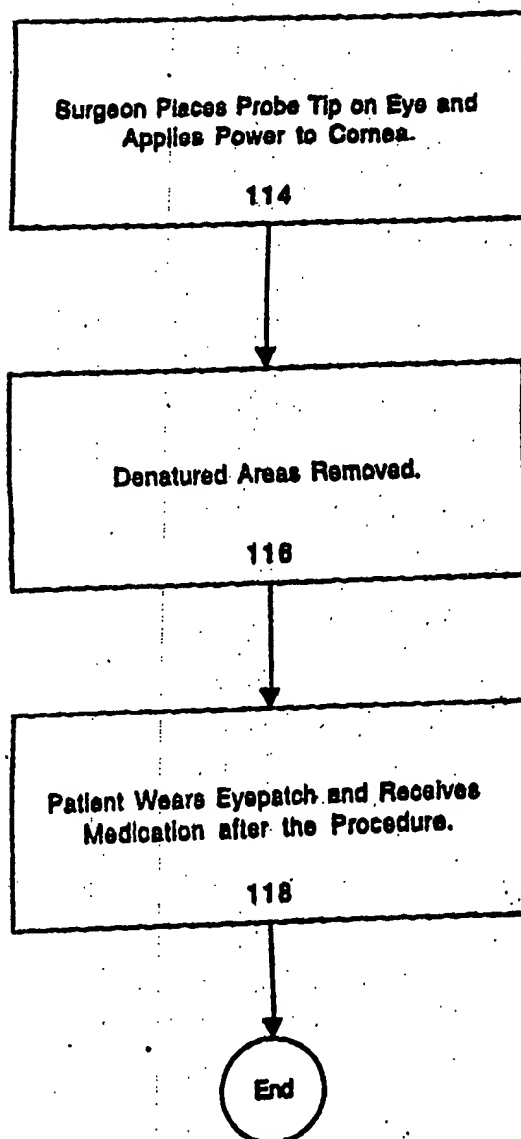 Surgeon Places Probe Tip on Eye and
Applies Power to Cornea.
114
Denatured Areas Removed.
116
Patient Wears Eyepatch and Receives
Medication after the Procedure.
118
End